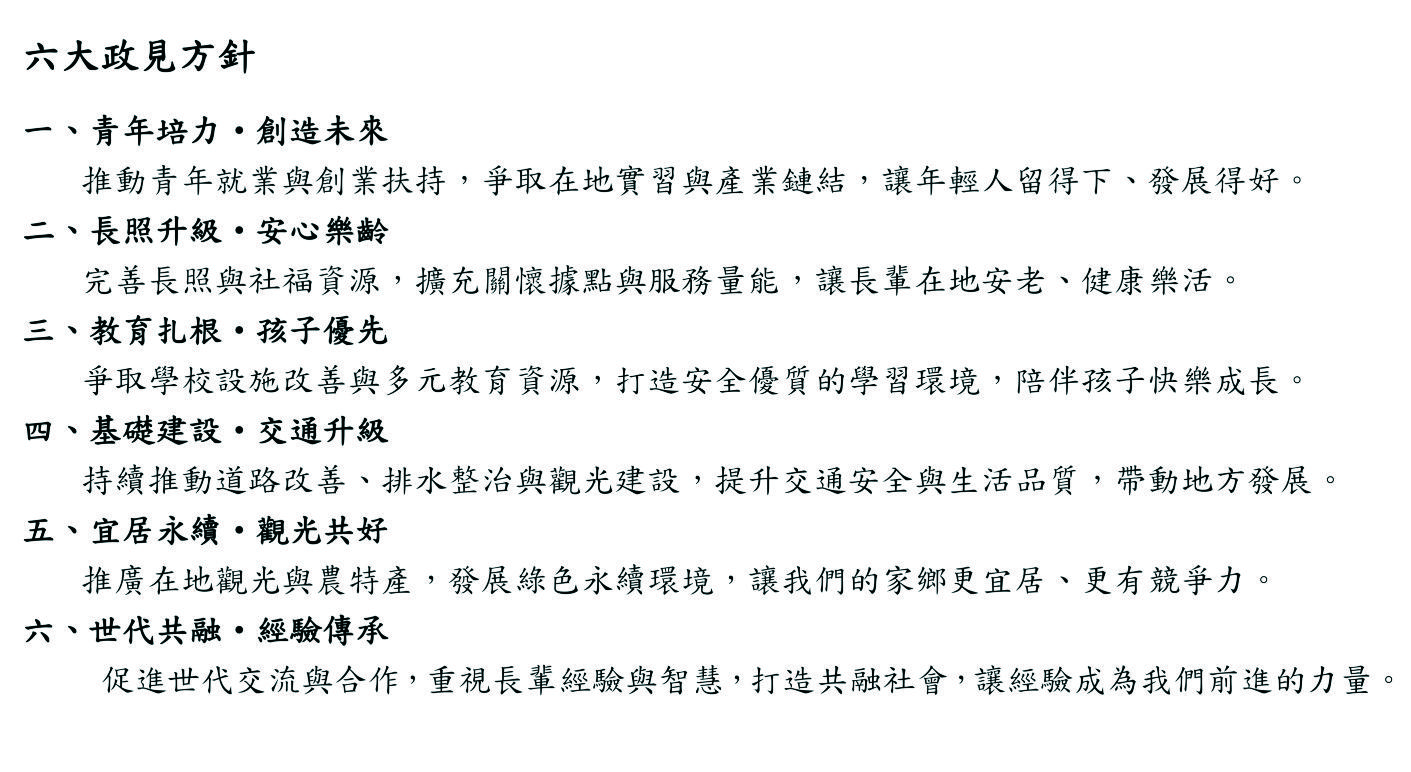 六大政見方針
一、青年培力•創造未來
推動青年就業與創業扶持，爭取在地實習與產業鏈結，讓年輕人留得下、發展得好。
二、長照升級•安心樂齡
完善長照與社福資源，擴充關懷據點與服務量能，讓長輩在地安老、健康樂活。
三、教育扎根•孩子優先
爭取學校設施改善與多元教育資源，打造安全優質的學習環境，陪伴孩子快樂成長。
四、基礎建設•交通升級
持續推動道路改善、排水整治與觀光建設，提升交通安全與生活品質，帶動地方發展。
五、宜居永續•觀光共好
推廣在地觀光與農特產，發展綠色永續環境，讓我們的家鄉更宜居、更有競爭力。
六、世代共融•經驗傳承
促進世代交流與合作，重視長輩經驗與智慧，打造共融社會，讓經驗成為我們前進的力量。